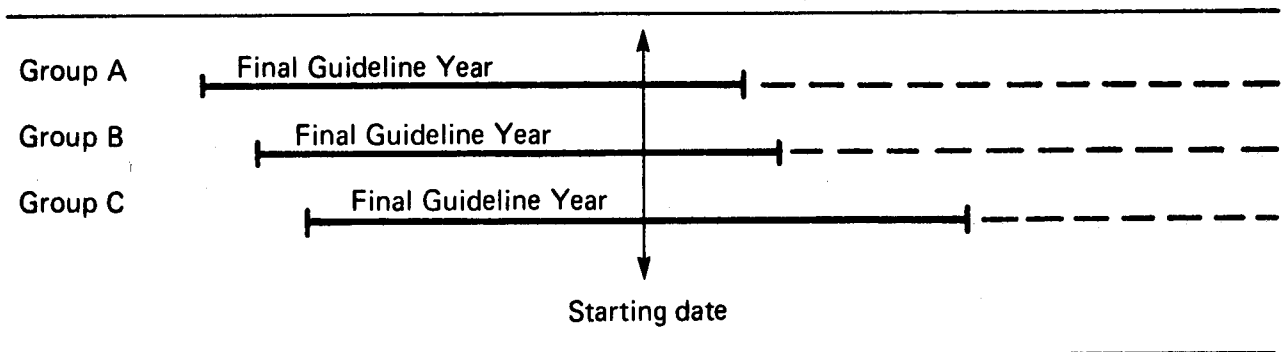 Group A Final Guideline Year
Group B Final Guideline Year
Group C Final Guideline Year
Starting date